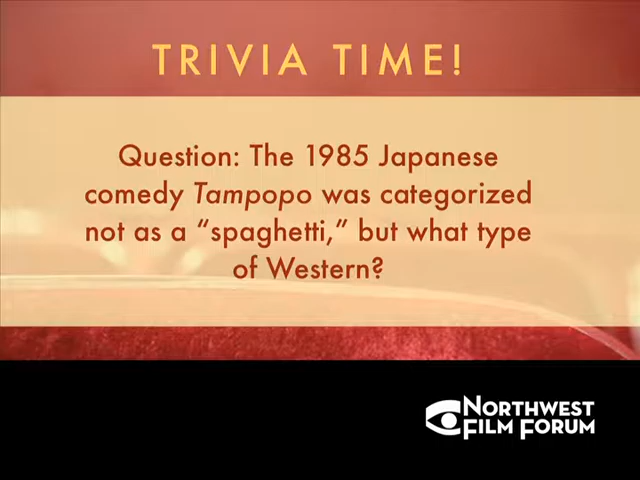 TRIVIA TIME!
Question: The 1985 Japanese
comedy Tampopo was categorized
not as a “spaghetti,” but what type
of Western?
NORTHWEST
FILM FORUM